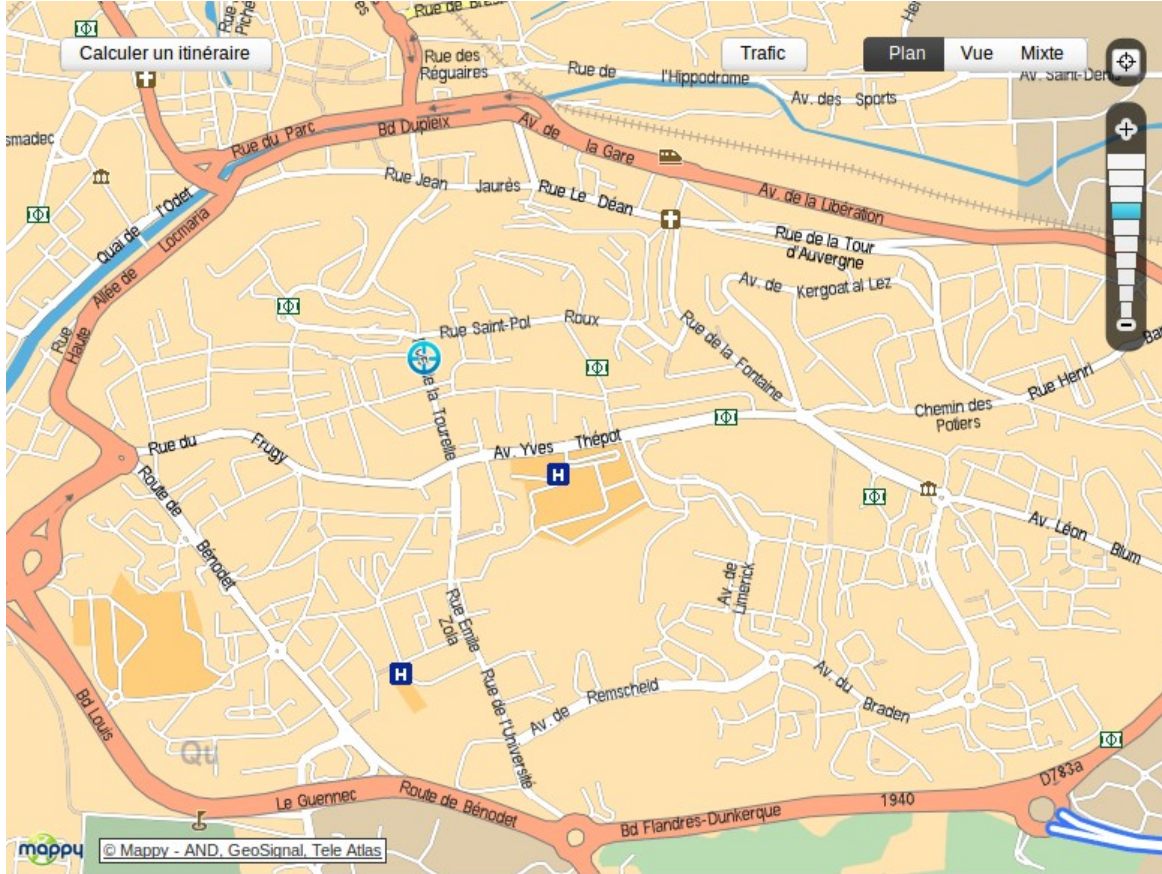 Rue de
Calculer un itinéraire
Trafic
Plan
Vue
Mixte
Rue des
Réguaires
Rue de l'Hippodrome
Av. Saint-Denis
Av. des Sports
Rue du Parc
Bd Dupleix
Av. de la Gare
Rue Jean Jaurès
Rue Le Déan
Av. de la Libération
Quai de l'Odet
Allée de Locmaria
Rue de la Tour
d'Auvergne
Av. de Kergoat al Lez
Rue Haute
Rue Saint-Pol Roux
Rue de la Fontaine
Rue Henri
la Tourelle
Chemin des
Potiers
Rue du Frugy
Av. Yves Thépot
H
Route de Bénodet
Av. Léon Blum
Av. de
Limerick
Rue Emile
Zola
H
Rue de l'Université
Av. de Remscheid
Av. du Braden
Bd Louis
Le Guennec
Route de Bénodet
Bd Flandres-Dunkerque 1940
D783a
Qu
mappy
© Mappy - AND, GeoSignal, Tele Atlas